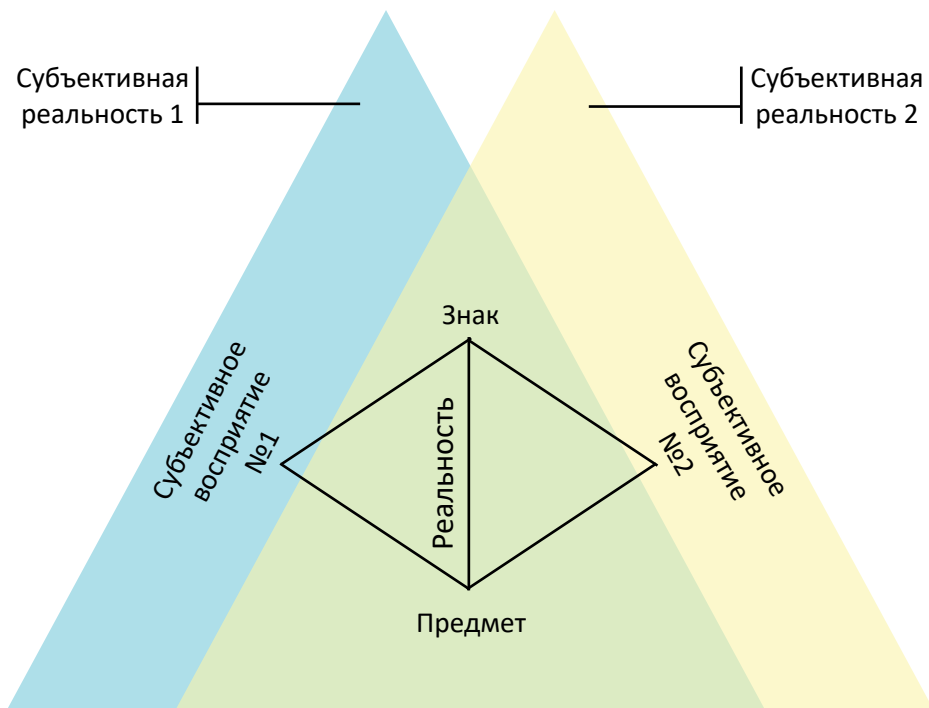 Субъективная
реальность 1
Субъективная
реальность 2
Знак
Субъективное
восприятие
№1
Реальность
Субъективное
восприятие
№2
Предмет